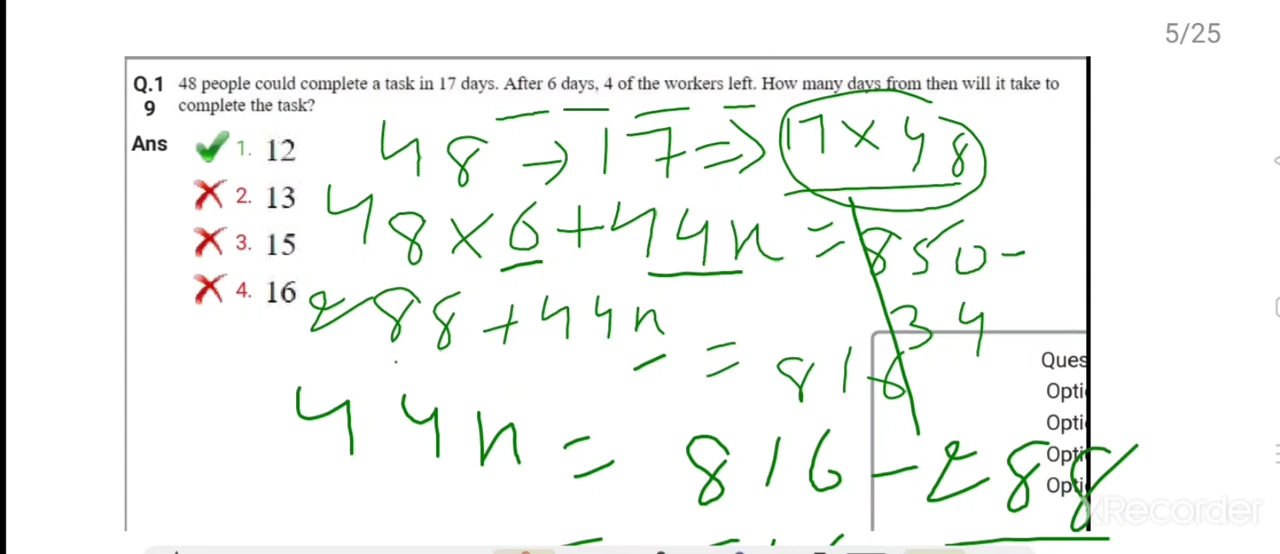 5/25
Q.1 48 people could complete a task in 17 days. After 6 days, 4 of the workers left. How many days from then will it take to
9 complete the task?
Ans 1. 12
2. 13
3. 15
4. 16
48 → 17 ⇒ 17 × 48
48 × 6 + 44n = 850 -
34
288 + 44n = 816
44n = 816 - 288
Ques
Opti
Opti
Opti
Opti
XRecorder